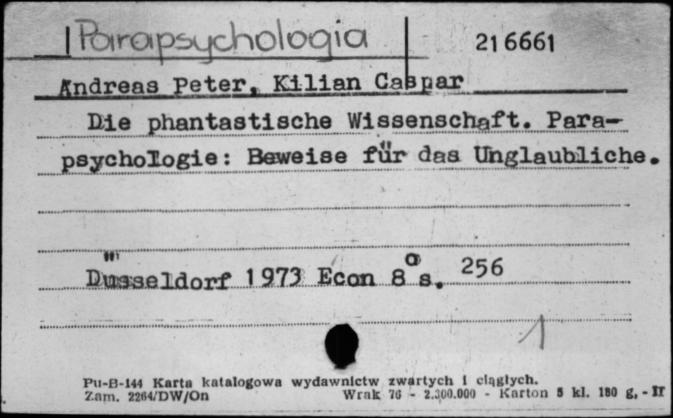 Parapsychologia 216661
Andreas Peter, Kilian Caspar
Die phantastische Wissenschaft. Para-
psychologie: Beweise für das Unglaubliche.
Düsseldorf 1973 Econ 8° s. 256
1
Pu-B-144 Karta katalogowa wydawnictw zwartych i ciągłych.
Zam. 2264/DW/On Wrak 76 - 2.300.000 - Karton 5 kl. 180 g, - II